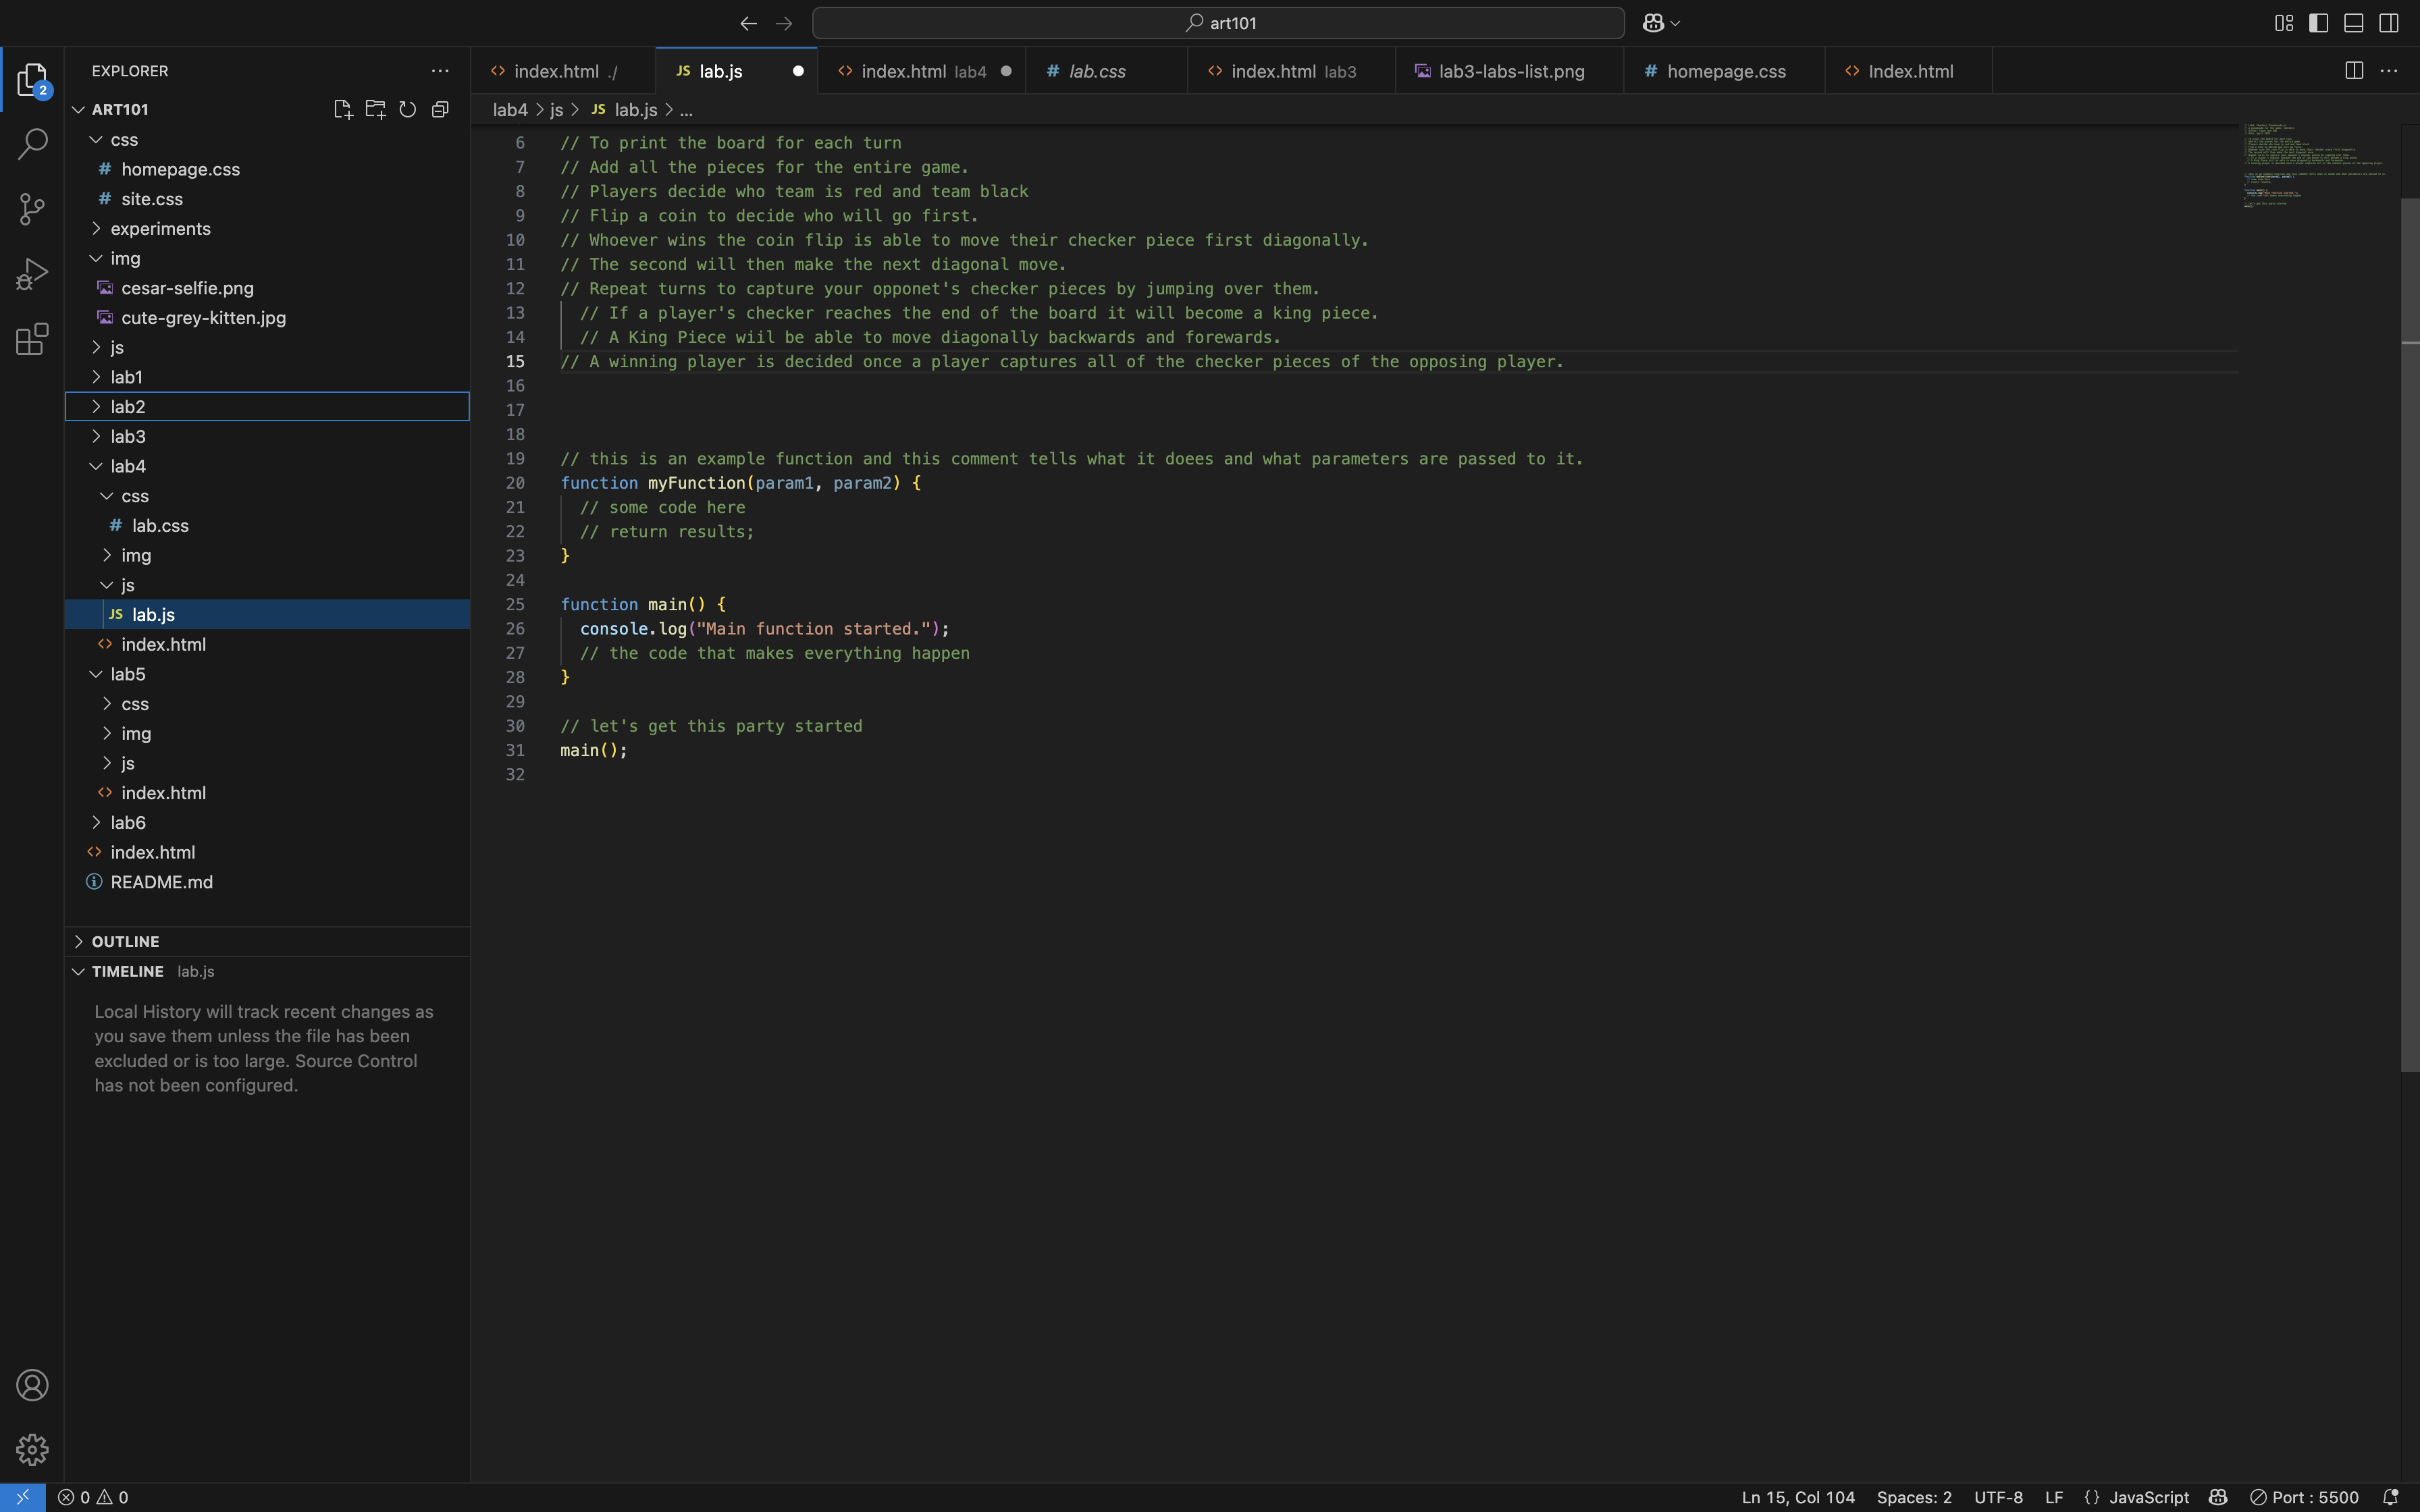 art101
EXPLORER
ART101
css
homepage.css
site.css
experiments
img
cesar-selfie.png
cute-grey-kitten.jpg
js
lab1
lab2
lab3
lab4
css
lab.css
img
js
JS lab.js
index.html
lab5
css
img
js
index.html
lab6
index.html
README.md
OUTLINE
TIMELINE lab.js
Local History will track recent changes as
you save them unless the file has been
excluded or is too large. Source Control
has not been configured.
2
index.html ./
JS lab.js
index.html lab4
# lab.css
index.html lab3
lab3-labs-list.png
# homepage.css
Index.html
lab4 > js > JS lab.js > ...
6 // To print the board for each turn
7 // Add all the pieces for the entire game.
8 // Players decide who team is red and team black
9 // Flip a coin to decide who will go first.
10 // Whoever wins the coin flip is able to move their checker piece first diagonally.
11 // The second will then make the next diagonal move.
12 // Repeat turns to capture your opponet's checker pieces by jumping over them.
13 // If a player's checker reaches the end of the board it will become a king piece.
14 // A King Piece wiil be able to move diagonally backwards and forewards.
15 // A winning player is decided once a player captures all of the checker pieces of the opposing player.
16
17
18
19 // this is an example function and this comment tells what it doees and what parameters are passed to it.
20 function myFunction(param1, param2) {
21 // some code here
22 // return results;
23 }
24
25 function main() {
26 console.log("Main function started.");
27 // the code that makes everything happen
28 }
29
30 // let's get this party started
31 main();
32
0 0
Ln 15, Col 104 Spaces: 2 UTF-8 LF {} JavaScript Port : 5500